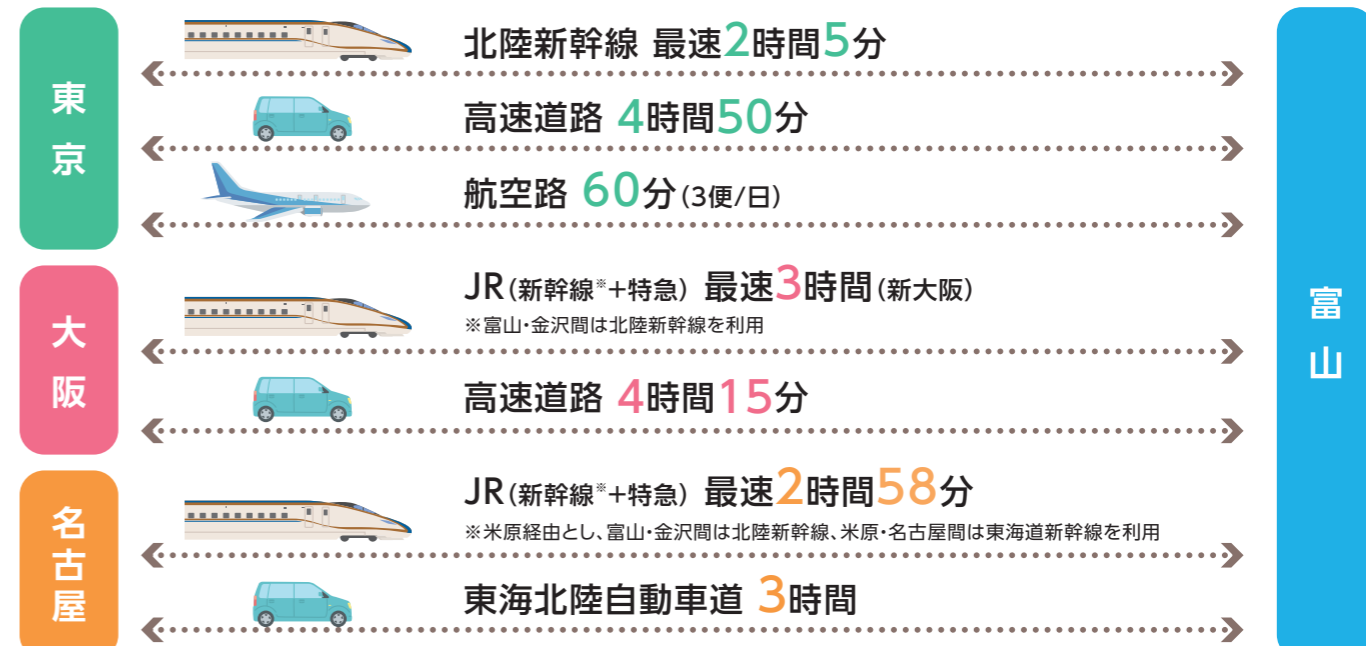 東京
北陸新幹線 最速2時間5分
高速道路 4時間50分
航空路 60分(3便/日)
大阪
JR(新幹線※+特急) 最速3時間(新大阪)
※富山・金沢間は北陸新幹線を利用
高速道路 4時間15分
名古屋
JR(新幹線※+特急) 最速2時間58分
※米原経由とし、富山・金沢間は北陸新幹線、米原・名古屋間は東海道新幹線を利用
東海北陸自動車道 3時間
富山